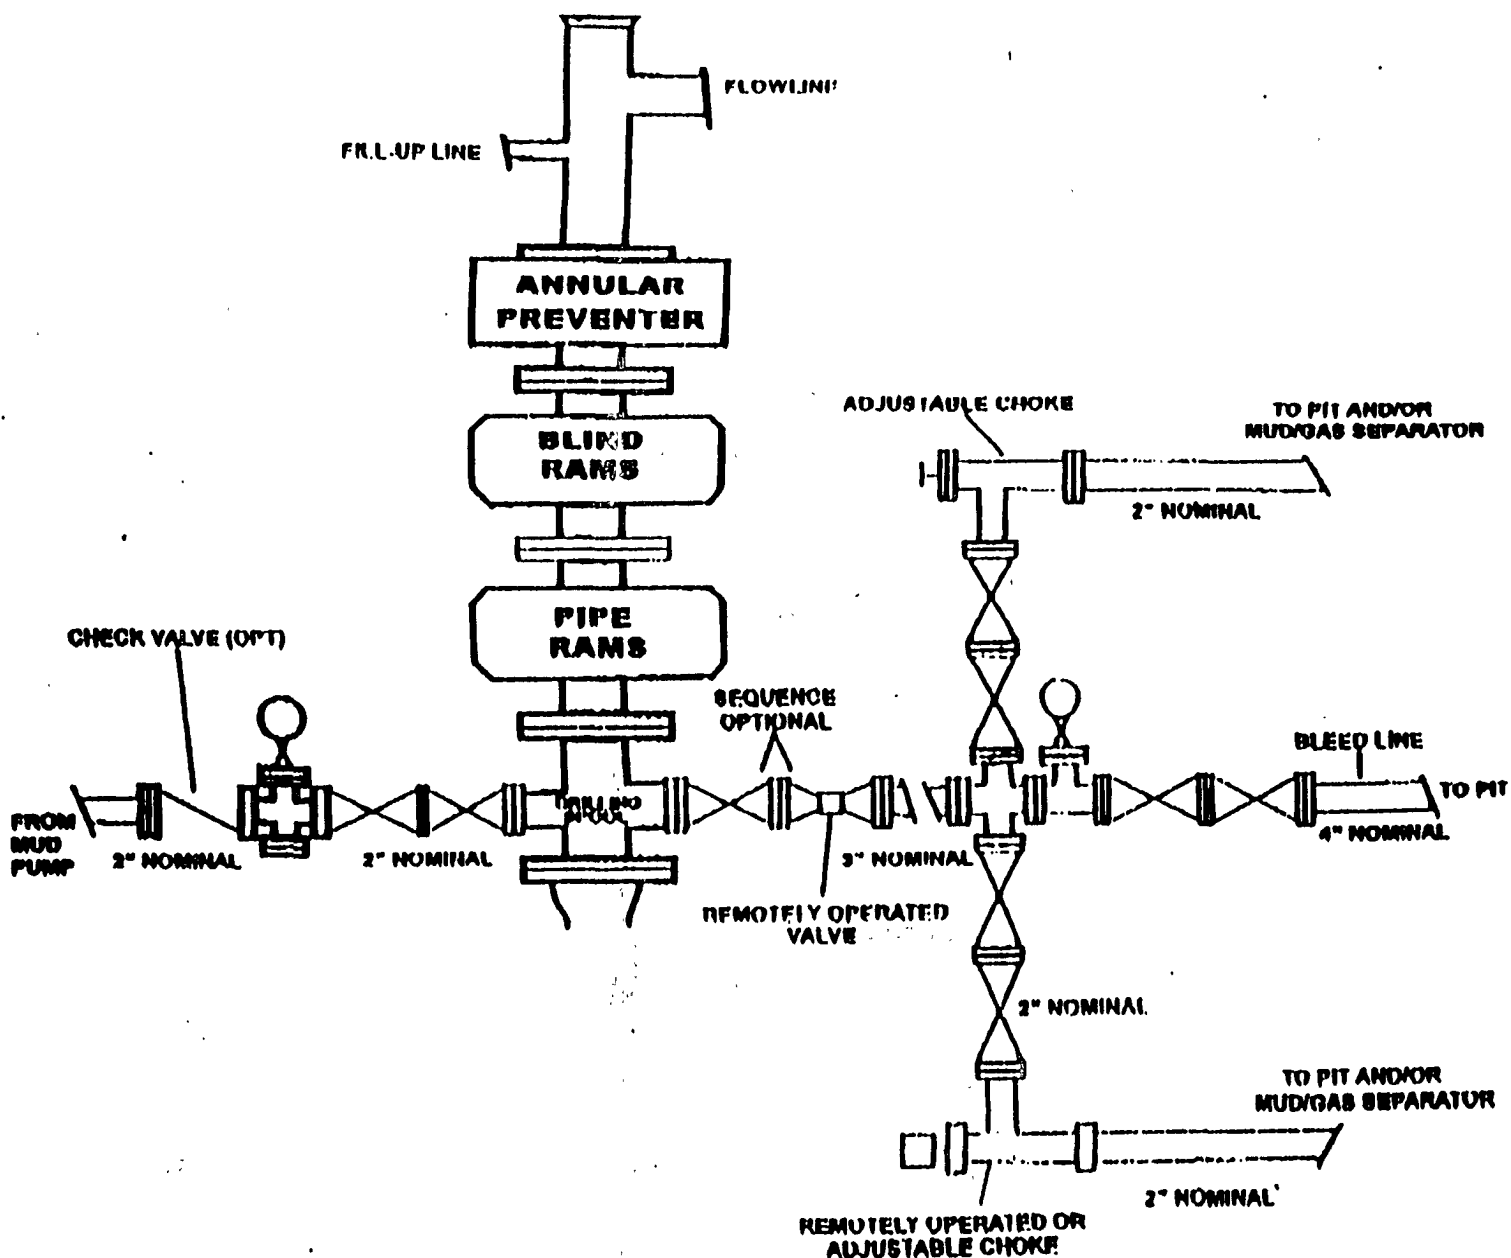 FLOWLINE
FILL-UP LINE
ANNULAR
PREVENTER
BLIND
RAMS
ADJUSTABLE CHOKE
TO PIT AND/OR
MUD/GAS SEPARATOR
2" NOMINAL
PIPE
RAMS
CHECK VALVE (OPT)
SEQUENCE
OPTIONAL
BLEED LINE
TO PIT
DRILLING
SPOOL
FROM
MUD
PUMP
2" NOMINAL
2" NOMINAL
3" NOMINAL
4" NOMINAL
REMOTELY OPERATED
VALVE
2" NOMINAL
TO PIT AND/OR
MUD/GAS SEPARATOR
2" NOMINAL
REMOTELY OPERATED OR
ADJUSTABLE CHOKE